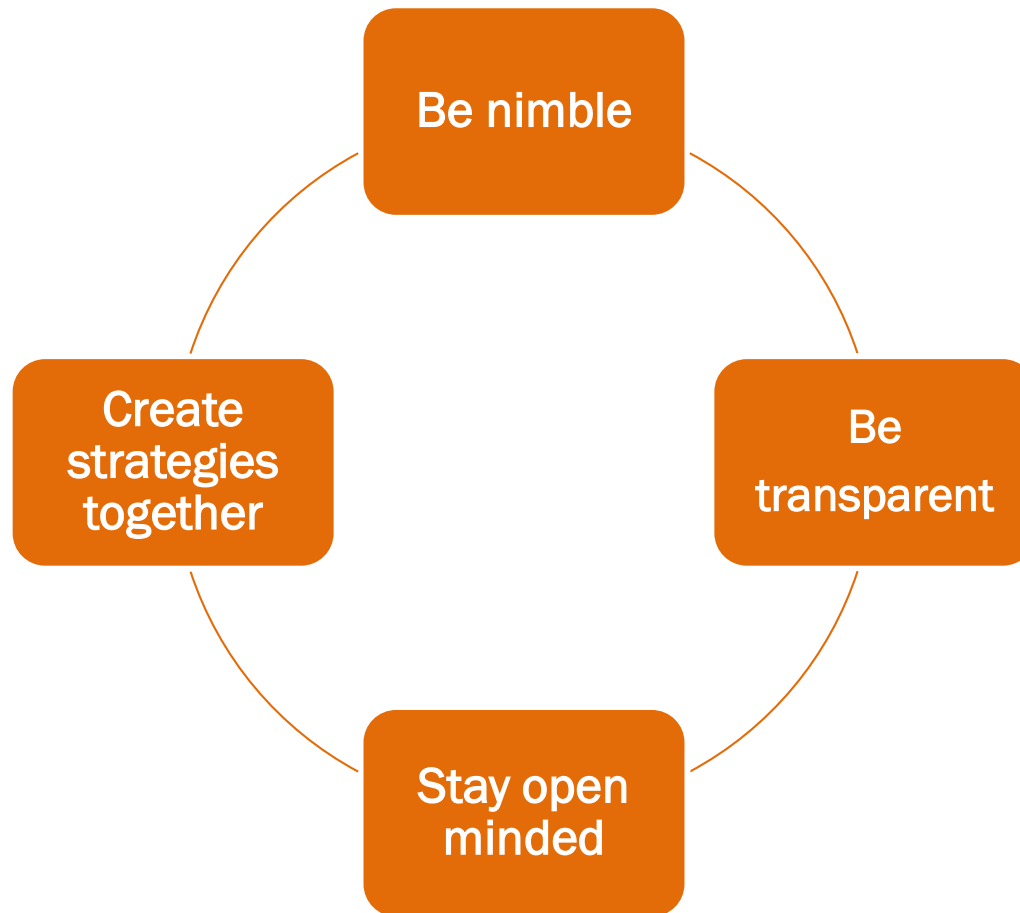 Be nimble
Be
transparent
Stay open
minded
Create
strategies
together